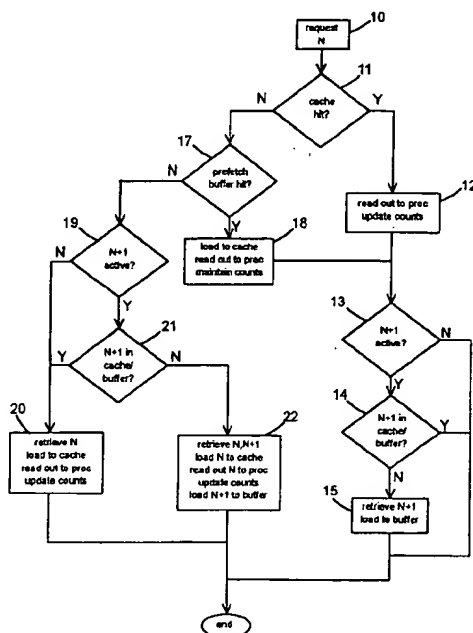 10
request
N
11
cache
hit?
N
Y
17
prefetch
buffer hit?
N
Y
12
read out to proc
update counts
18
load to cache
read out to proc
maintain counts
19
N+1
active?
N
Y
13
N+1
active?
N
Y
21
N+1 in
cache/
buffer?
Y
N
14
N+1 in
cache/
buffer?
Y
N
20
retrieve N
load to cache
read out to proc
update counts
22
retrieve N,N+1
load N to cache
read out N to proc
update counts
load N+1 to buffer
15
retrieve N+1
load to buffer
end